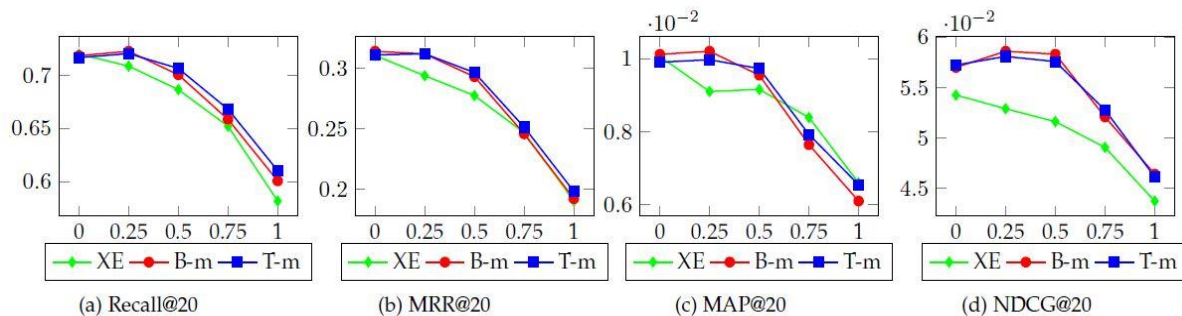 ·10⁻²
·10⁻²
0.7
0.65
0.6
0 0.25 0.5 0.75 1
XE B-m T-m
(a) Recall@20
0.3
0.25
0.2
0 0.25 0.5 0.75 1
XE B-m T-m
(b) MRR@20
1
0.8
0.6
0 0.25 0.5 0.75 1
XE B-m T-m
(c) MAP@20
6
5.5
5
4.5
0 0.25 0.5 0.75 1
XE B-m T-m
(d) NDCG@20